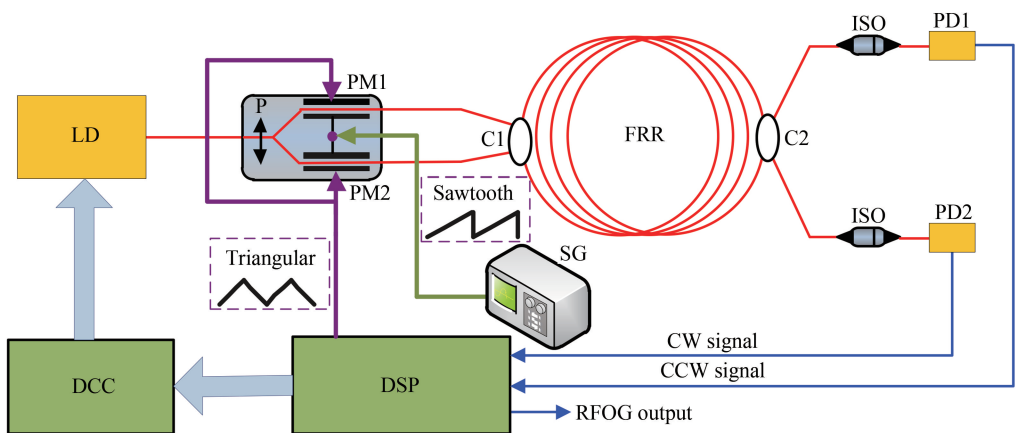 ISO
PD1
PM1
P
LD
C1
FRR
C2
PM2
Sawtooth
ISO
PD2
SG
Triangular
CW signal
CCW signal
DCC
DSP
RFOG output